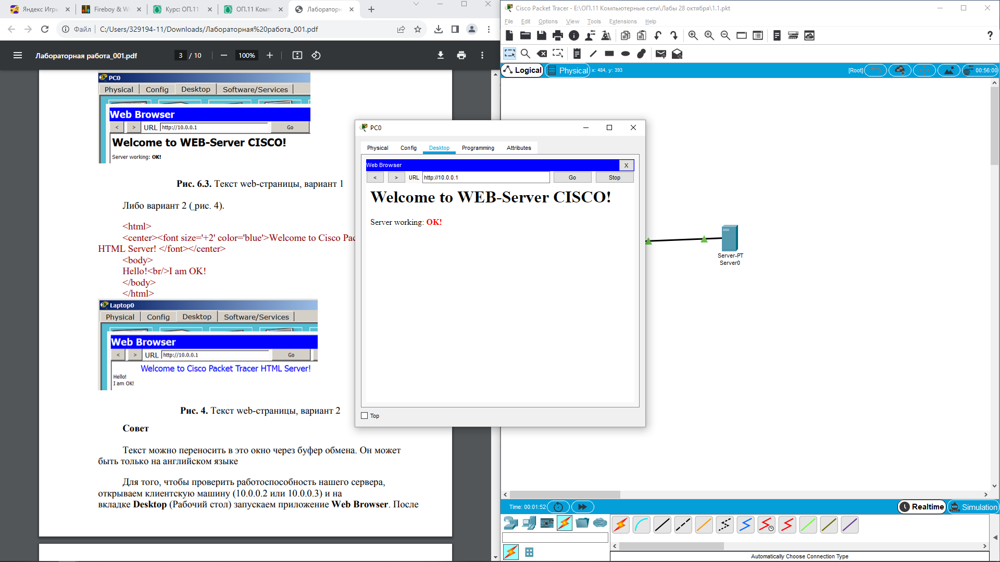 Яндекс Игры
Fireboy & Wa
Курс: ОП.11
ОП.11 Комп
Лабораторн
Файл
C:/Users/329194-11/Downloads/Лабораторная%20работа_001.pdf
Лабораторная работа_001.pdf
3 / 10
100%
PC0
Physical Config Desktop Software/Services
Web Browser
< > URL http://10.0.0.1 Go
Welcome to WEB-Server CISCO!
Server working: OK!
Рис. 6.3. Текст web-страницы, вариант 1
Либо вариант 2 ( рис. 4).
<html>
<center><font size='+2' color='blue'>Welcome to Cisco Pac
HTML Server! </font></center>
<body>
Hello!<br/>I am OK!
</body>
</html>
Laptop0
Physical Config Desktop Software/Services
Web Browser
< > URL http://10.0.0.1 Go
Welcome to Cisco Packet Tracer HTML Server!
Hello!
I am OK!
Рис. 4. Текст web-страницы, вариант 2
Совет
Текст можно переносить в это окно через буфер обмена. Он может
быть только на английском языке
Для того, чтобы проверить работоспособность нашего сервера,
открываем клиентскую машину (10.0.0.2 или 10.0.0.3) и на
вкладке Desktop (Рабочий стол) запускаем приложение Web Browser. После
PC0
Physical Config Desktop Programming Attributes
Web Browser X
< > URL http://10.0.0.1 Go Stop
Welcome to WEB-Server CISCO!
Server working: OK!
Top
Cisco Packet Tracer - E:\ОП.11 Компьютерные сети\Лабы 28 октября\1.1.pkt
File Edit Options View Tools Extensions Help
?
Logical Physical x: 484, y: 393 [Root] 00:56:00
Server-PT
Server0
Time: 00:01:52 Realtime Simulation
Automatically Choose Connection Type